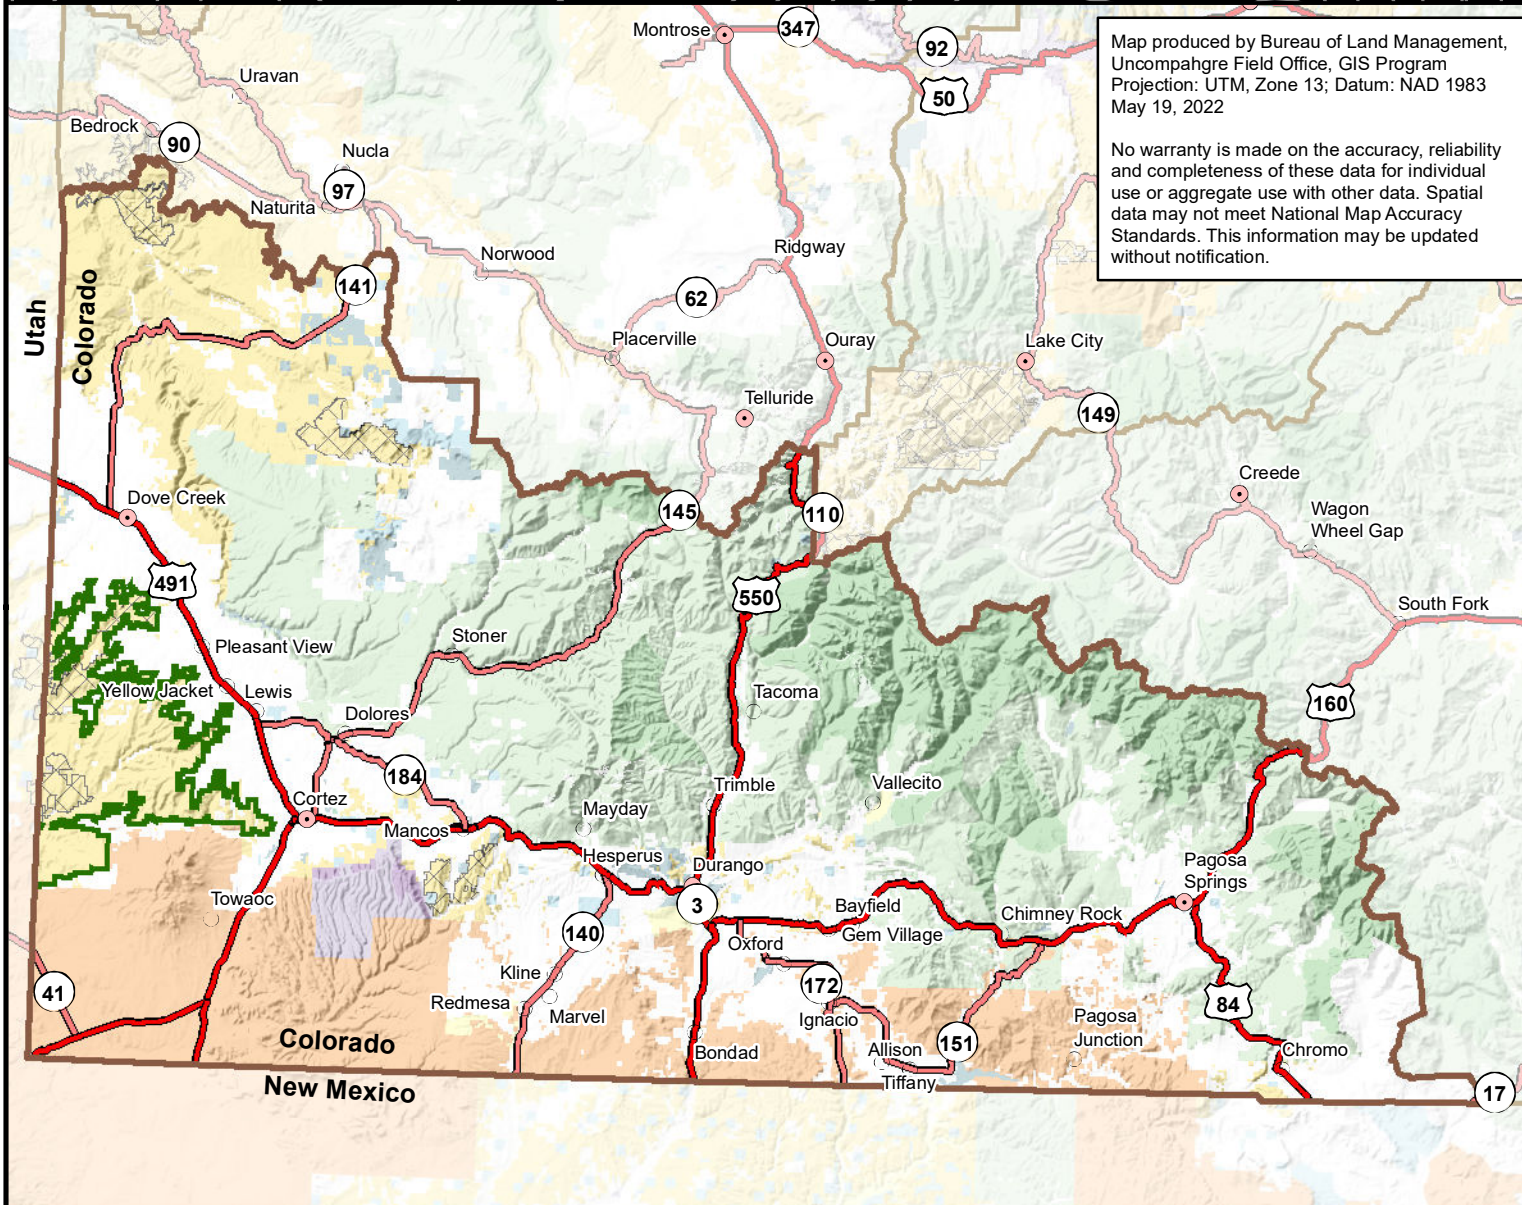 Montrose
347
92
50
Map produced by Bureau of Land Management,
Uncompahgre Field Office, GIS Program
Projection: UTM, Zone 13; Datum: NAD 1983
May 19, 2022
No warranty is made on the accuracy, reliability
and completeness of these data for individual
use or aggregate use with other data. Spatial
data may not meet National Map Accuracy
Standards. This information may be updated
without notification.
Uravan
Bedrock
90
Nucla
97
Naturita
Norwood
Ridgway
141
62
Utah
Colorado
Placerville
Ouray
Lake City
Telluride
149
Creede
Dove Creek
145
110
Wagon
Wheel Gap
491
550
South Fork
Stoner
Pleasant View
Yellow Jacket
Lewis
Tacoma
160
Dolores
184
Trimble
Vallecito
Cortez
Mayday
Mancos
Hesperus
Durango
Pagosa
Springs
Towaoc
3
Bayfield
Chimney Rock
140
Oxford
Gem Village
Kline
172
41
Redmesa
Marvel
Ignacio
84
Pagosa
Junction
Colorado
Bondad
Allison
151
Chromo
Tiffany
New Mexico
17